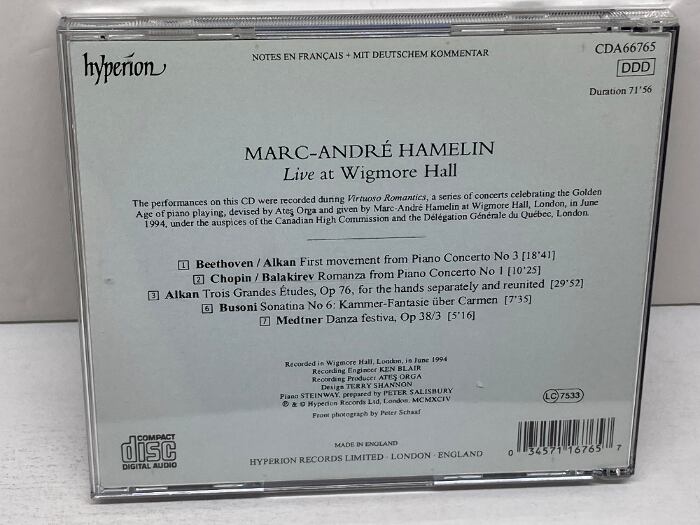 hyperion
NOTES EN FRANÇAIS + MIT DEUTSCHEM KOMMENTAR
CDA66765
DDD
Duration 71'56
MARC-ANDRÉ HAMELIN
Live at Wigmore Hall
The performances on this CD were recorded during Virtuoso Romantics, a series of concerts celebrating the Golden
Age of piano playing, devised by Ateş Orga and given by Marc-André Hamelin at Wigmore Hall, London, in June
1994, under the auspices of the Canadian High Commission and the Délégation Générale du Québec, London.
1 Beethoven / Alkan First movement from Piano Concerto No 3 [18'41]
2 Chopin / Balakirev Romanza from Piano Concerto No 1 [10'25]
3 Alkan Trois Grandes Études, Op 76, for the hands separately and reunited [29'52]
6 Busoni Sonatina No 6: Kammer-Fantasie über Carmen [7'35]
7 Medtner Danza festiva, Op 38/3 [5'16]
Recorded in Wigmore Hall, London, in June 1994
Recording Engineer KEN BLAIR
Recording Producer ATEŞ ORGA
Design TERRY SHANNON
Piano STEINWAY, prepared by PETER SALISBURY
℗ & © Hyperion Records Ltd, London, MCMXCIV
Front photograph by Peter Schaaf
LC 7533
COMPACT
disc
DIGITAL AUDIO
MADE IN ENGLAND
HYPERION RECORDS LIMITED · LONDON · ENGLAND
0 34571 16765 7